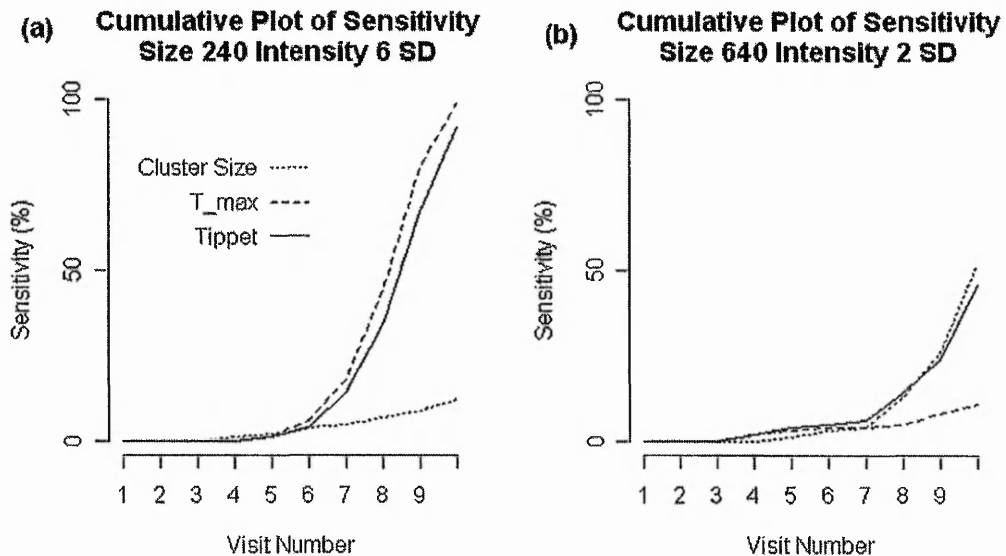 (a) Cumulative Plot of Sensitivity
Size 240 Intensity 6 SD
100
50
0
Sensitivity (%)
Cluster Size
T_max
Tippet
1 2 3 4 5 6 7 8 9
Visit Number
(b) Cumulative Plot of Sensitivity
Size 640 Intensity 2 SD
100
50
0
Sensitivity (%)
1 2 3 4 5 6 7 8 9
Visit Number